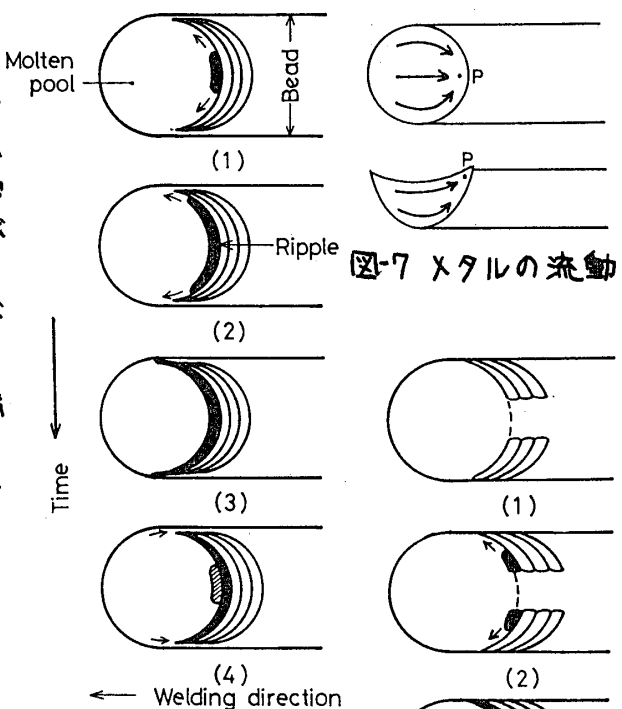 Molten
pool
Bead
(1)
Ripple
(2)
(3)
Time
(4)
Welding direction
P
P
図-7 メタルの流動
(1)
(2)